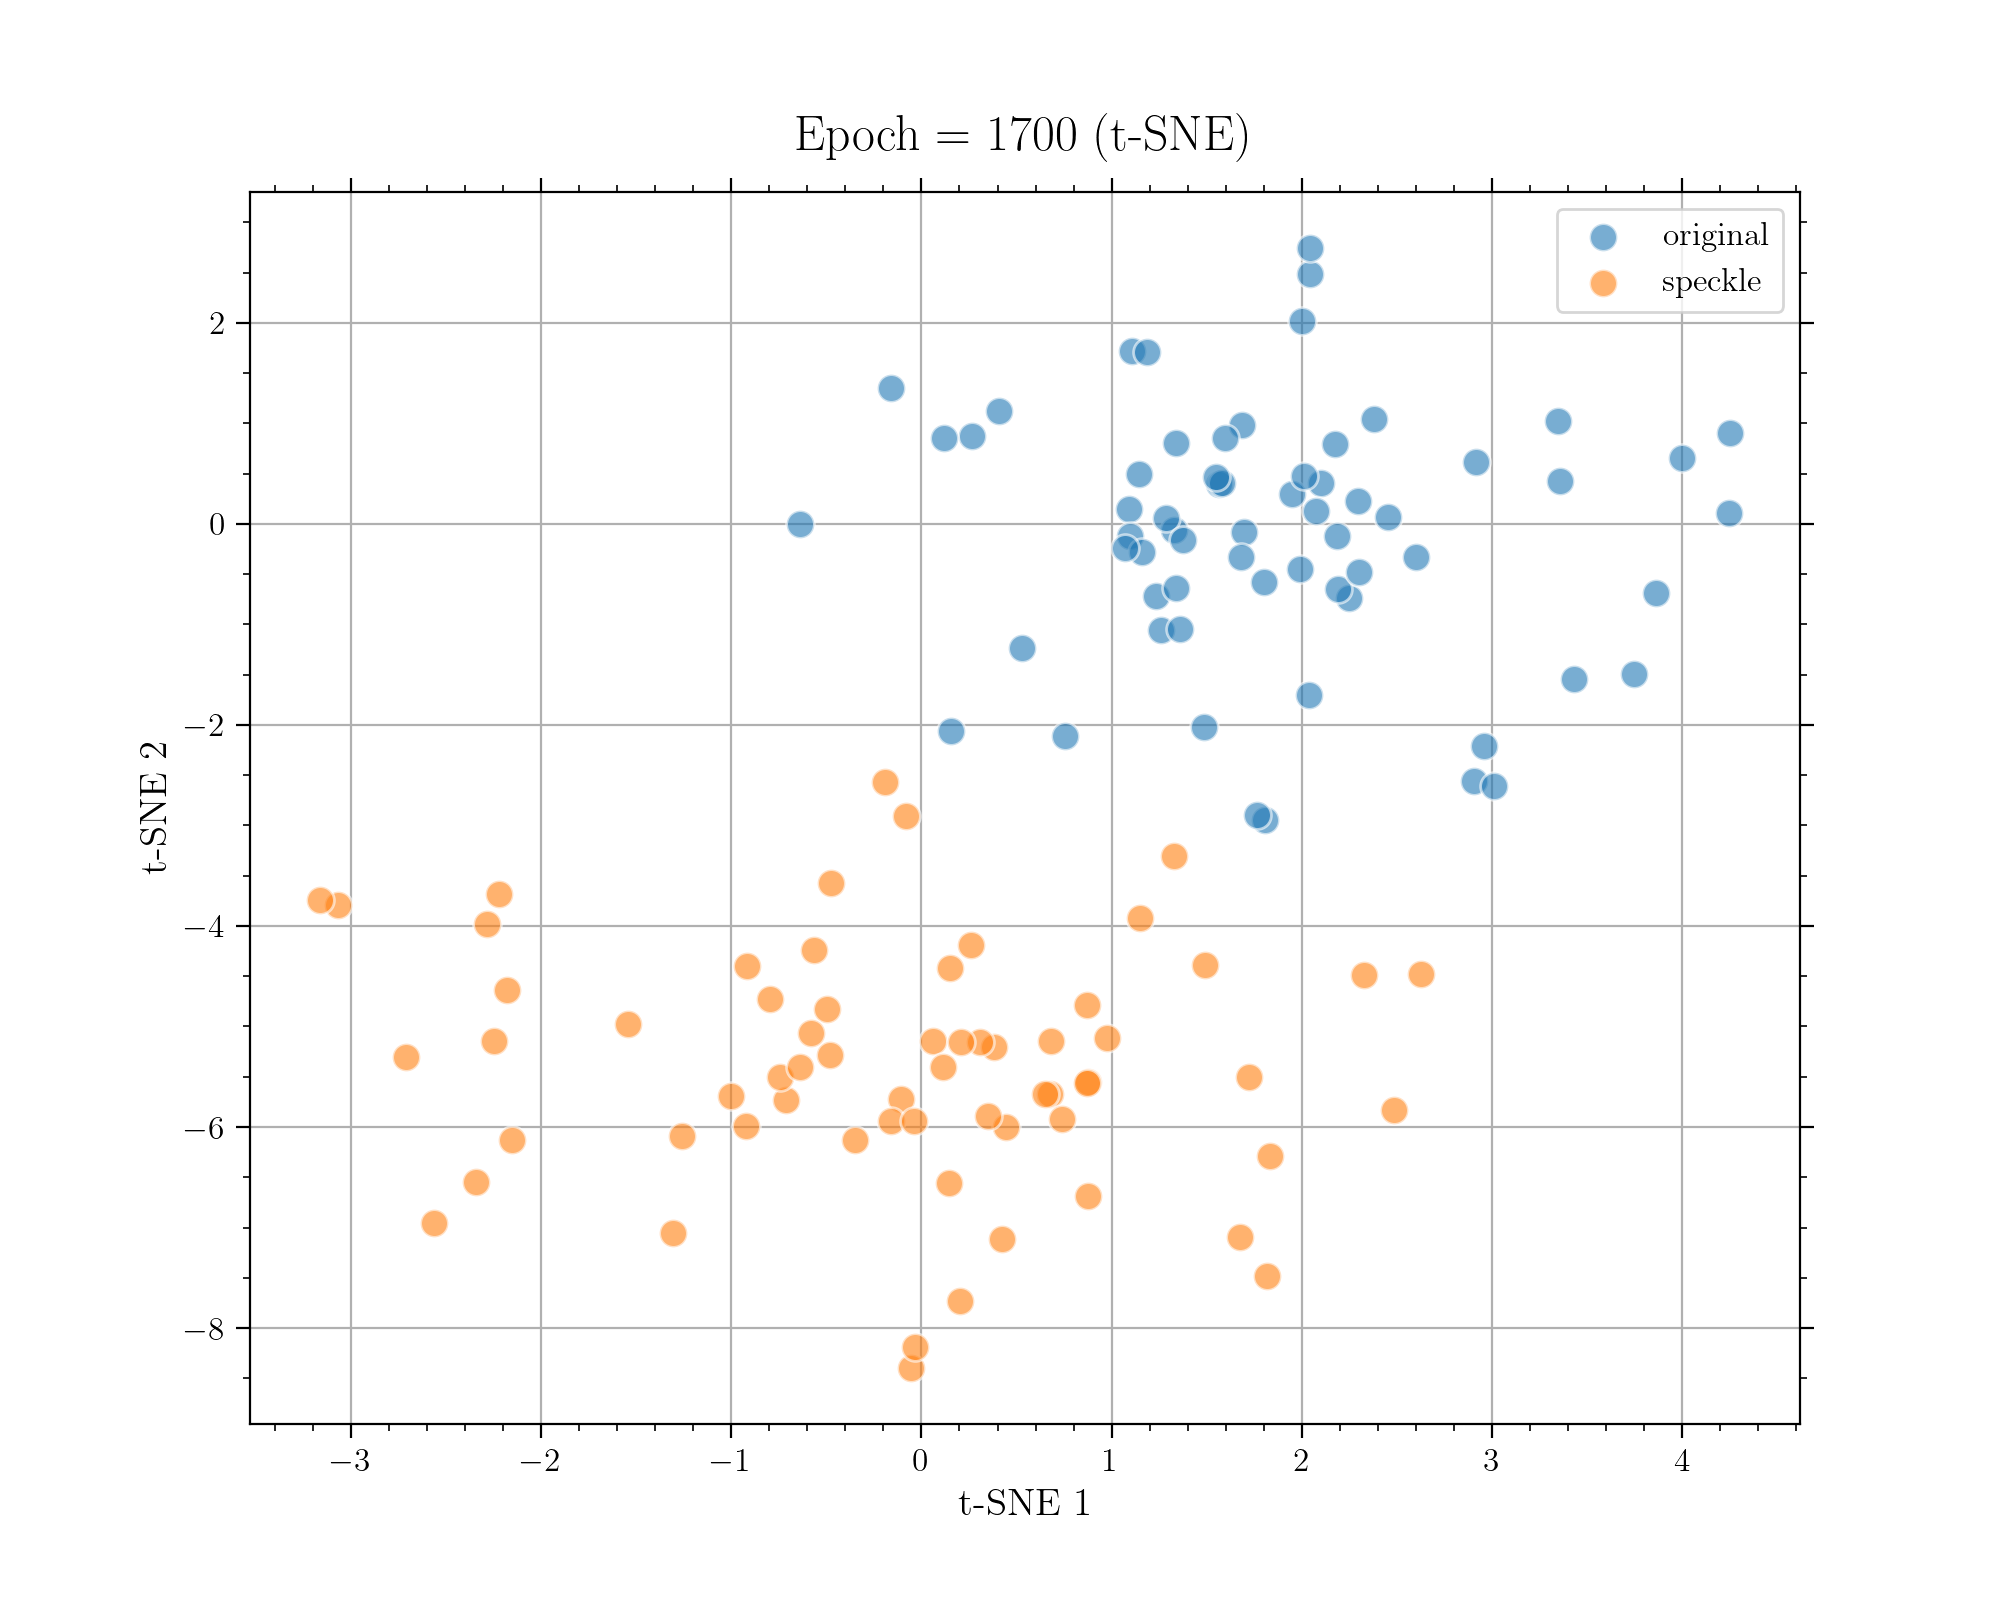 Epoch = 1700 (t-SNE)
original
speckle
2
0
−2
−4
−6
−8
t-SNE 2
−3 −2 −1 0 1 2 3 4
t-SNE 1